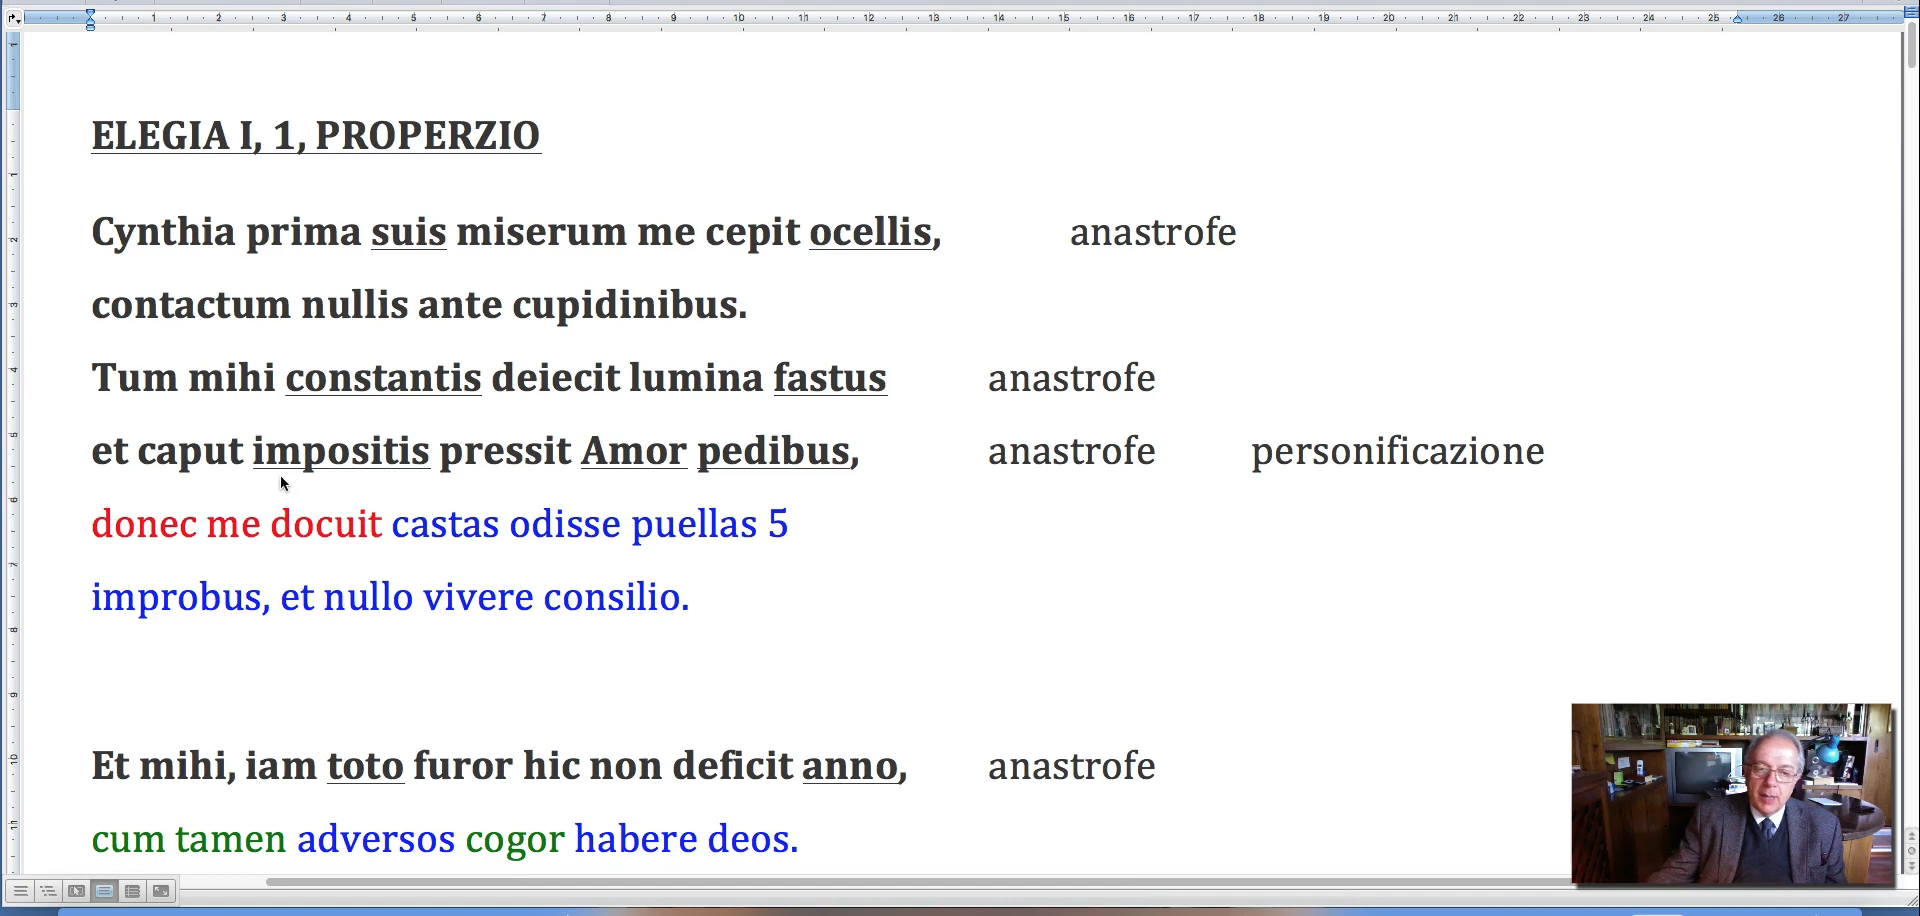 ELEGIA I, 1, PROPERZIO
Cynthia prima suis miserum me cepit ocellis, anastrofe
contactum nullis ante cupidinibus.
Tum mihi constantis deiecit lumina fastus anastrofe
et caput impositis pressit Amor pedibus, anastrofe personificazione
donec me docuit castas odisse puellas 5
improbus, et nullo vivere consilio.
Et mihi, iam toto furor hic non deficit anno, anastrofe
cum tamen adversos cogor habere deos.